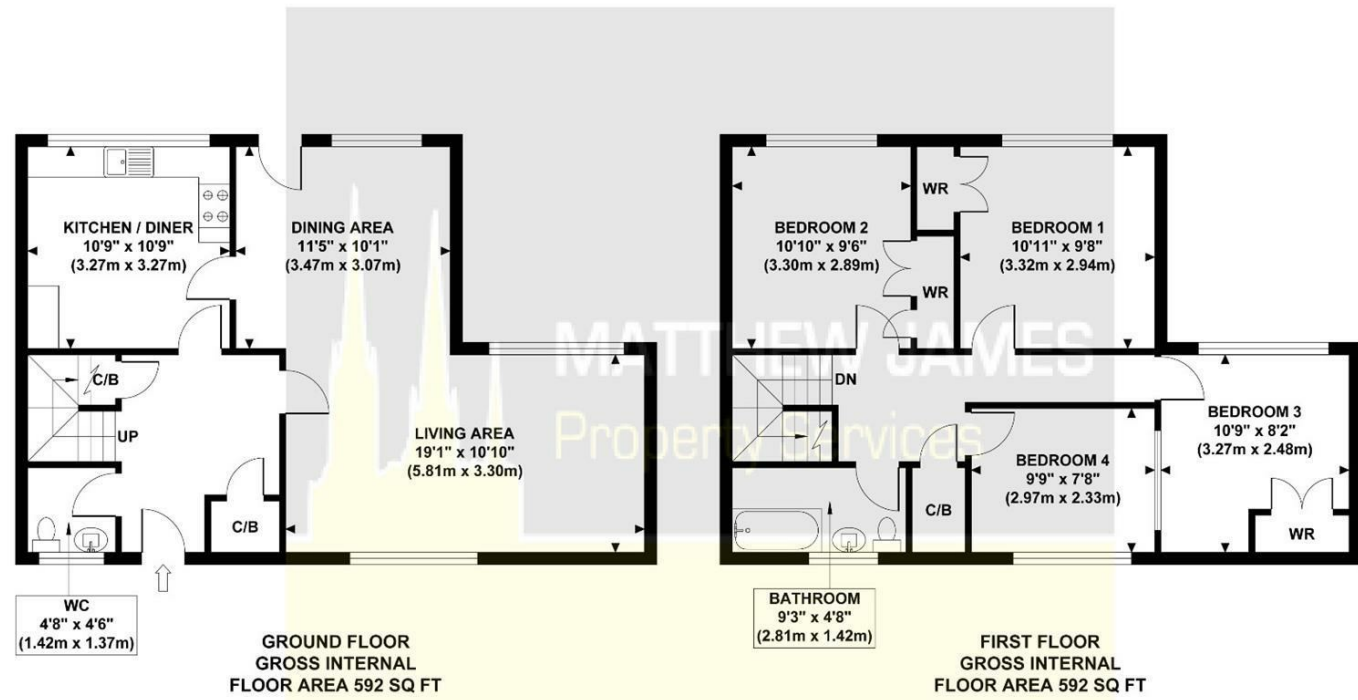 KITCHEN / DINER
10'9" x 10'9"
(3.27m x 3.27m)
DINING AREA
11'5" x 10'1"
(3.47m x 3.07m)
C/B
UP
LIVING AREA
19'1" x 10'10"
(5.81m x 3.30m)
C/B
WC
4'8" x 4'6"
(1.42m x 1.37m)
GROUND FLOOR
GROSS INTERNAL
FLOOR AREA 592 SQ FT
MATTHEW JAMES
Property Services
BEDROOM 2
10'10" x 9'6"
(3.30m x 2.89m)
WR
WR
BEDROOM 1
10'11" x 9'8"
(3.32m x 2.94m)
DN
BEDROOM 3
10'9" x 8'2"
(3.27m x 2.48m)
BEDROOM 4
9'9" x 7'8"
(2.97m x 2.33m)
C/B
WR
BATHROOM
9'3" x 4'8"
(2.81m x 1.42m)
FIRST FLOOR
GROSS INTERNAL
FLOOR AREA 592 SQ FT